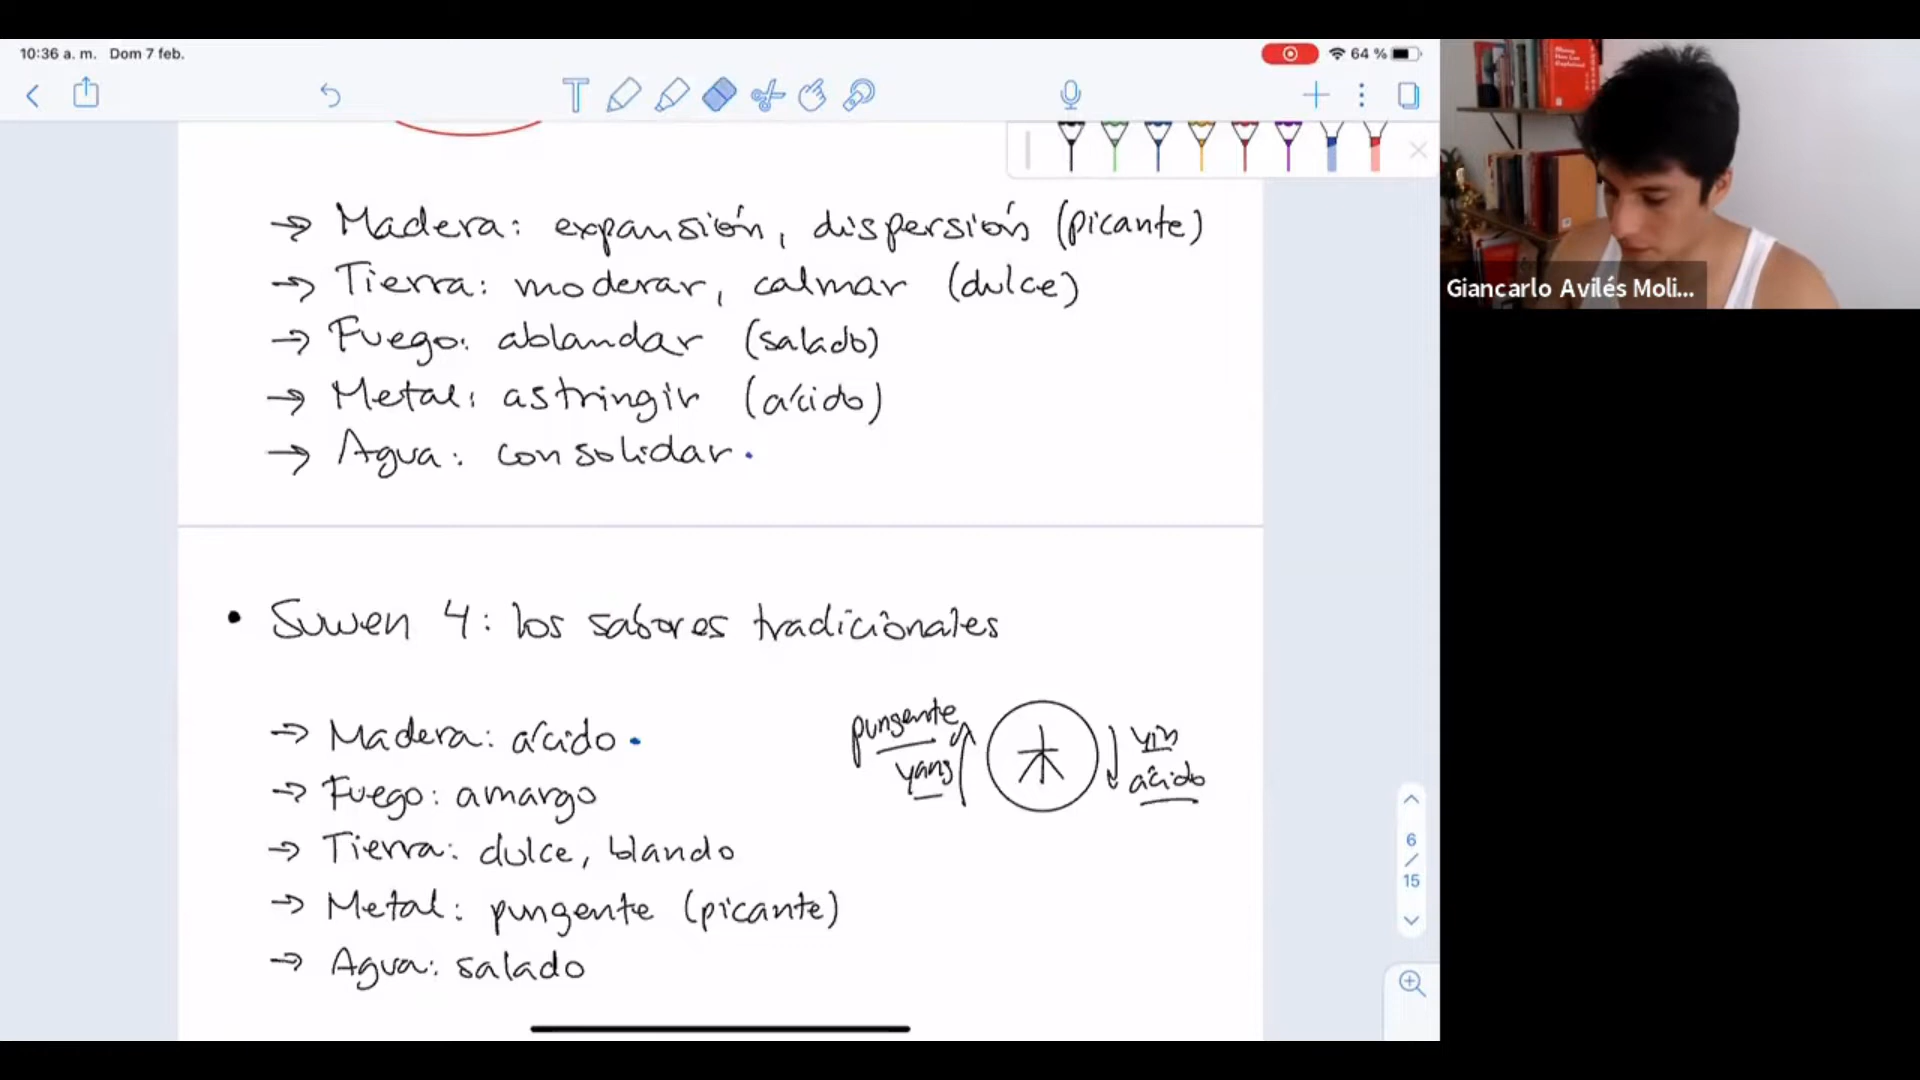 10:36 a. m. Dom 7 feb.
64 %
T
→ Madera: expansión, dispersión (picante)
→ Tierra: moderar, calmar (dulce)
→ Fuego: ablandar (salado)
→ Metal: astringir (ácido)
→ Agua: consolidar
• Suwen 4: los sabores tradicionales
→ Madera: ácido
→ Fuego: amargo
→ Tierra: dulce, blando
→ Metal: pungente (picante)
→ Agua: salado
pungente
yang
木
yin
ácido
6
/
15
Giancarlo Avilés Moli...